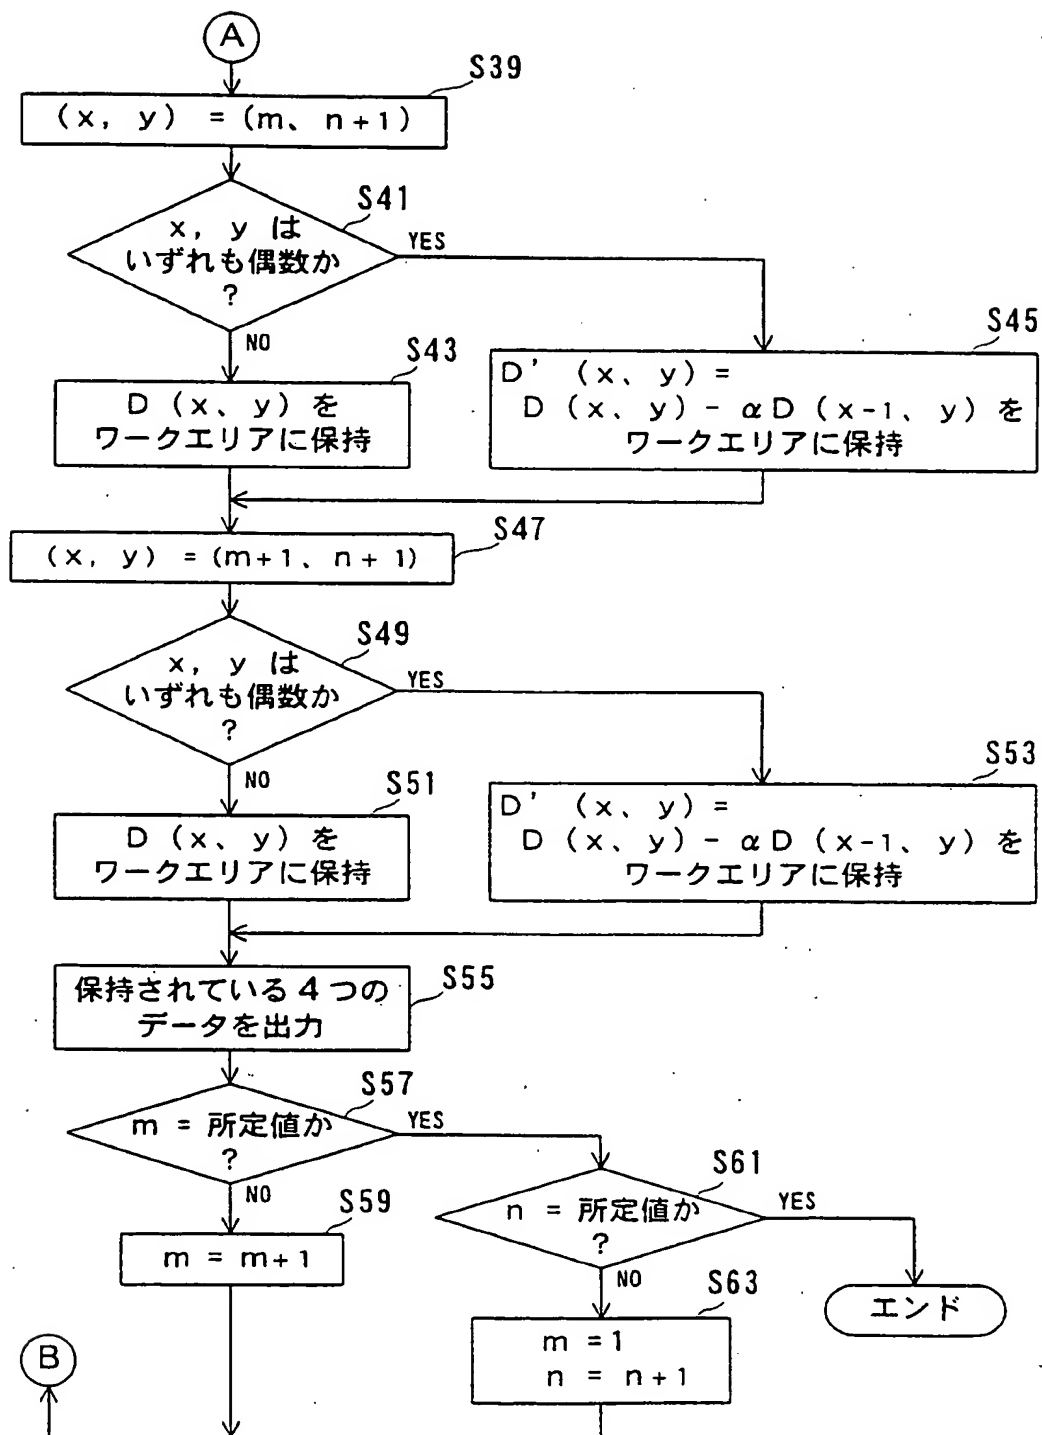 A
S39
(x, y) = (m、n+1)
S41
x, y は
いずれも偶数か
?
YES
NO
S43
D (x、y) を
ワークエリアに保持
S45
D' (x、y) =
D (x、y) - αD (x-1、y) を
ワークエリアに保持
S47
(x, y) = (m+1、n+1)
S49
x, y は
いずれも偶数か
?
YES
NO
S51
D (x、y) を
ワークエリアに保持
S53
D' (x、y) =
D (x、y) - αD (x-1、y) を
ワークエリアに保持
S55
保持されている4つの
データを出力
S57
m = 所定値か
?
YES
NO
S59
m = m+1
S61
n = 所定値か
?
YES
NO
エンド
S63
m = 1
n = n+1
B